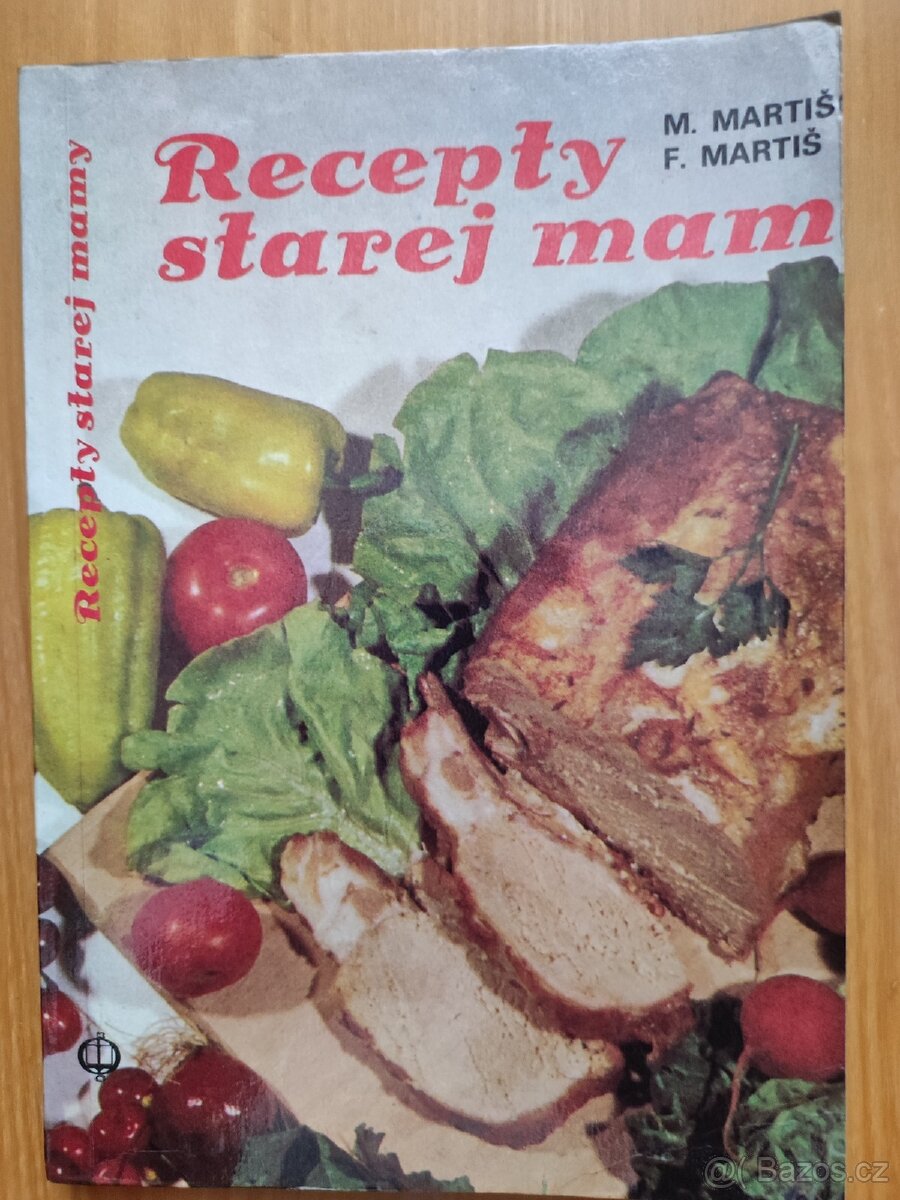 M. MARTIŠ
F. MARTIŠ
Recepty
starej mam
Recepty starej mamy
@( Bazos.cz